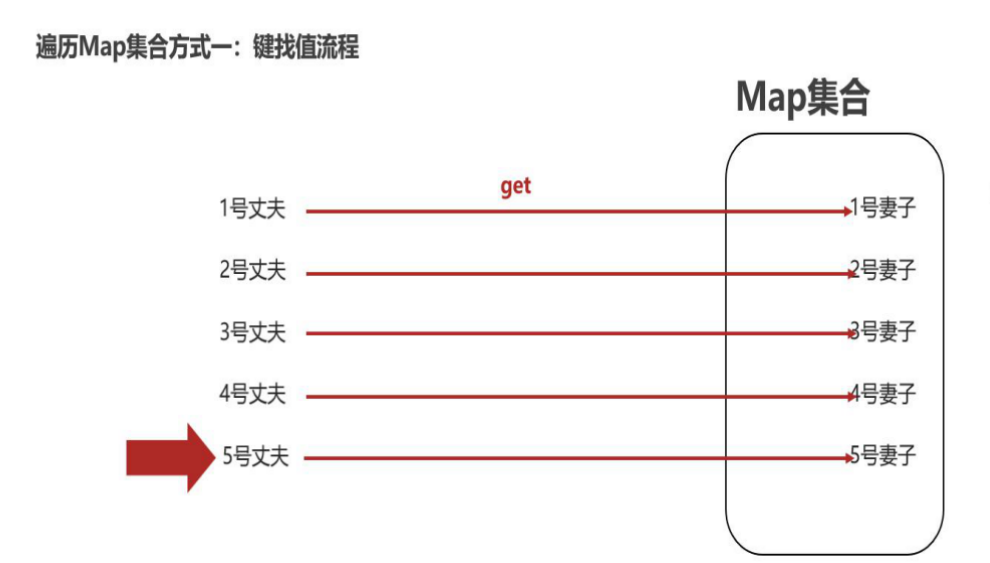 遍历Map集合方式一：键找值流程
Map集合
get
1号丈夫 1号妻子
2号丈夫 2号妻子
3号丈夫 3号妻子
4号丈夫 4号妻子
5号丈夫 5号妻子